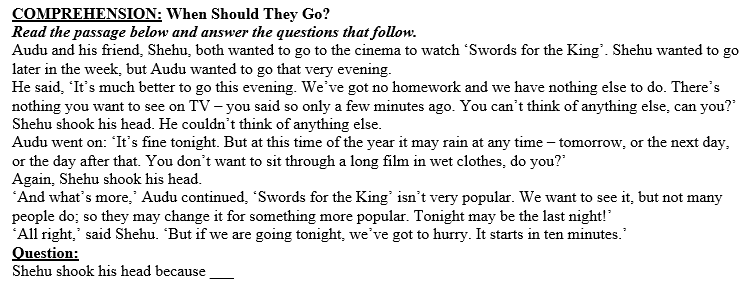 COMPREHENSION: When Should They Go?
Read the passage below and answer the questions that follow.
Audu and his friend, Shehu, both wanted to go to the cinema to watch ‘Swords for the King’. Shehu wanted to go
later in the week, but Audu wanted to go that very evening.
He said, ‘It’s much better to go this evening. We’ve got no homework and we have nothing else to do. There’s
nothing you want to see on TV – you said so only a few minutes ago. You can’t think of anything else, can you?’
Shehu shook his head. He couldn’t think of anything else.
Audu went on: ‘It’s fine tonight. But at this time of the year it may rain at any time – tomorrow, or the next day,
or the day after that. You don’t want to sit through a long film in wet clothes, do you?’
Again, Shehu shook his head.
‘And what’s more,’ Audu continued, ‘Swords for the King’ isn’t very popular. We want to see it, but not many
people do; so they may change it for something more popular. Tonight may be the last night!’
‘All right,’ said Shehu. ‘But if we are going tonight, we’ve got to hurry. It starts in ten minutes.’
Question:
Shehu shook his head because ___